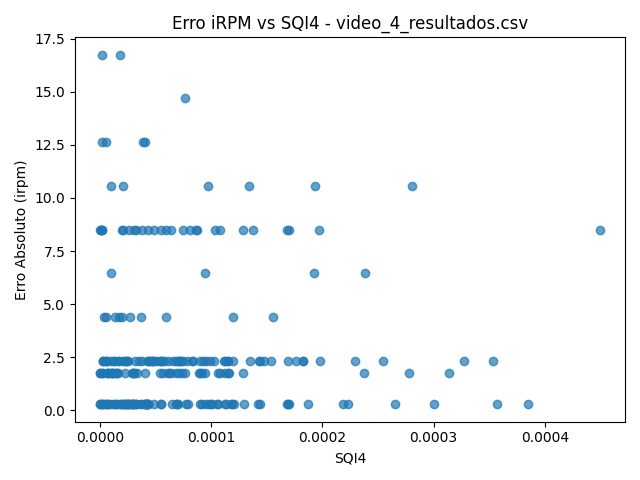 Erro iRPM vs SQI4 - video_4_resultados.csv
17.5
15.0
12.5
10.0
7.5
5.0
2.5
0.0
Erro Absoluto (irpm)
0.0000 0.0001 0.0002 0.0003 0.0004
SQI4